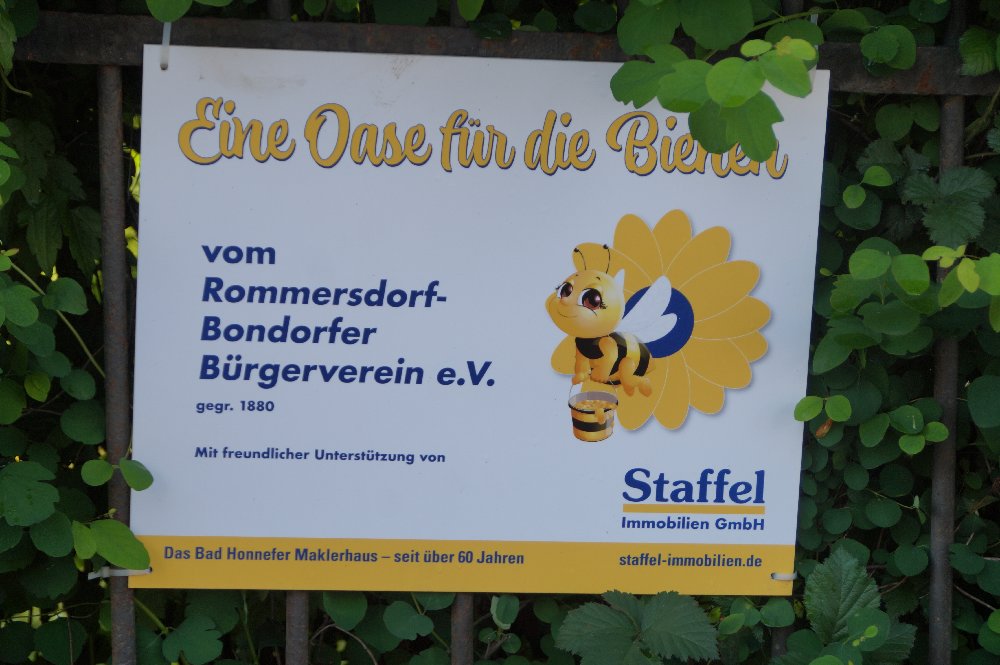 Eine Oase für die Bienen
vom
Rommersdorf-
Bondorfer
Bürgerverein e.V.
gegr. 1880
Mit freundlicher Unterstützung von
Staffel
Immobilien GmbH
Das Bad Honnefer Maklerhaus – seit über 60 Jahren
staffel-immobilien.de